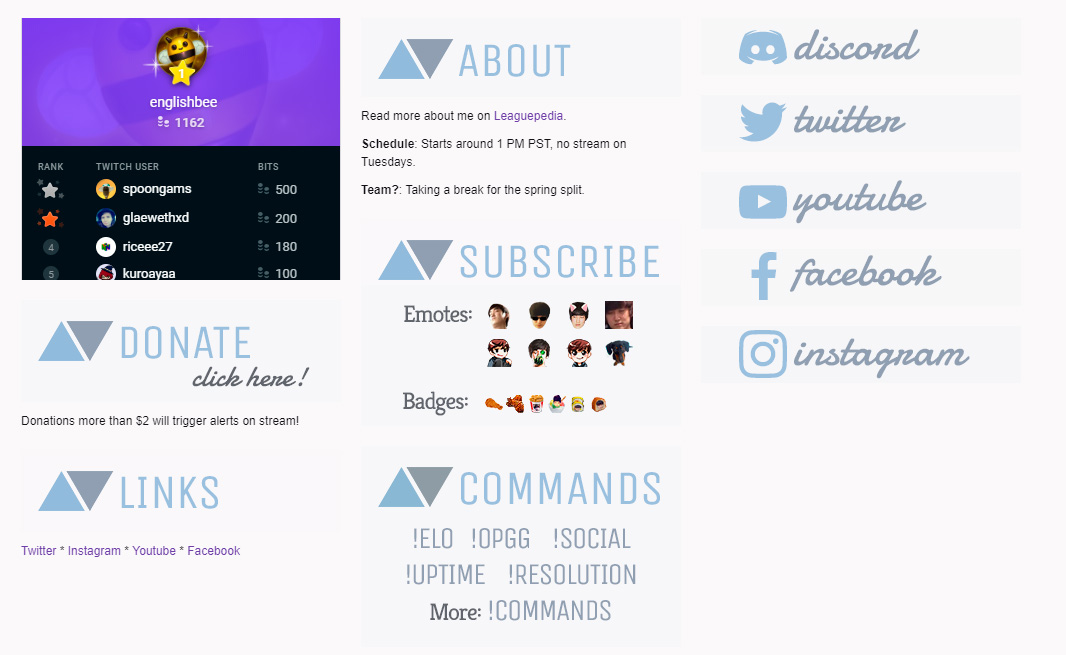 1
englishbee
1162
RANK TWITCH USER BITS
spoongams 500
glaewethxd 200
4 riceee27 180
5 kuroayaa 100
DONATE
click here!
Donations more than $2 will trigger alerts on stream!
LINKS
Twitter * Instagram * Youtube * Facebook
ABOUT
Read more about me on Leaguepedia.
Schedule: Starts around 1 PM PST, no stream on
Tuesdays.
Team?: Taking a break for the spring split.
SUBSCRIBE
Emotes:
Badges:
COMMANDS
!ELO !OPGG !SOCIAL
!UPTIME !RESOLUTION
More: !COMMANDS
discord
twitter
youtube
facebook
instagram